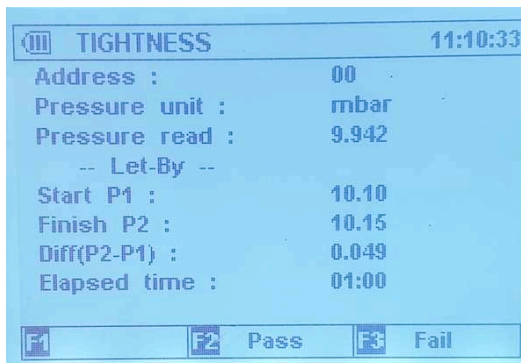 TIGHTNESS 11:10:33
Address : 00
Pressure unit : mbar
Pressure read : 9.942
-- Let-By --
Start P1 : 10.10
Finish P2 : 10.15
Diff(P2-P1) : 0.049
Elapsed time : 01:00
F1 F2 Pass F3 Fail